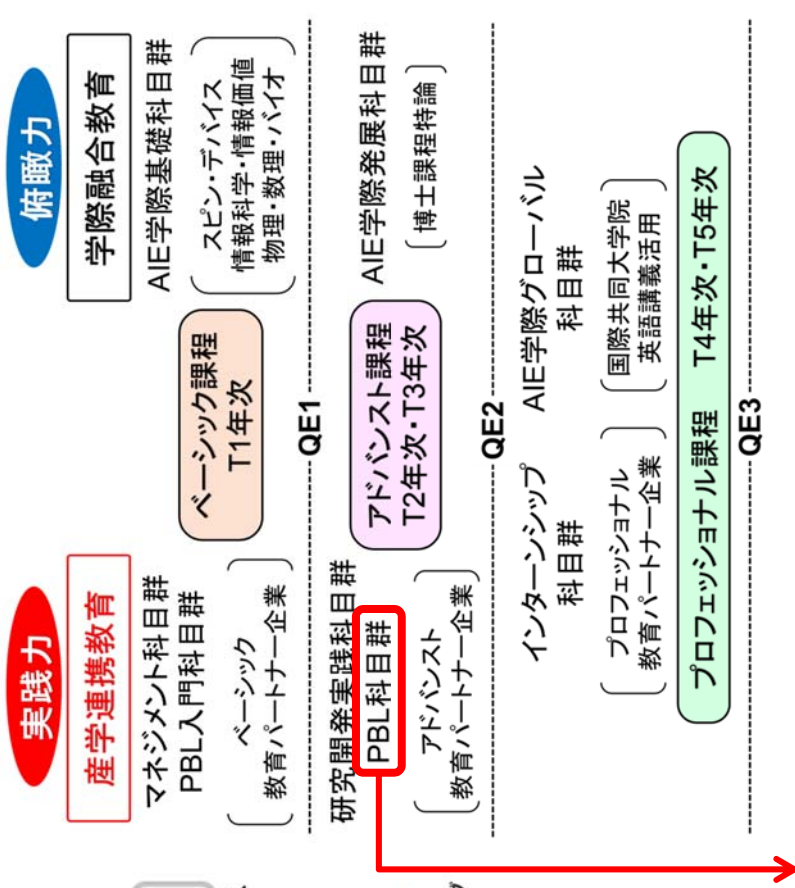 実践力
俯瞰力
産学連携教育
学際融合教育
マネジメント科目群
PBL入門科目群
ベーシック
教育パートナー企業
ベーシック課程
T1年次
AIE学際基礎科目群
スピン・デバイス
情報科学・情報価値
物理・数理・バイオ
QE1
研究開発実践科目群
PBL科目群
アドバンスト
教育パートナー企業
アドバンスト課程
T2年次・T3年次
AIE学際発展科目群
博士課程特論
QE2
インターンシップ
科目群
プロフェッショナル
教育パートナー企業
AIE学際グローバル
科目群
国際共同大学院
英語講義活用
プロフェッショナル課程 T4年次・T5年次
QE3